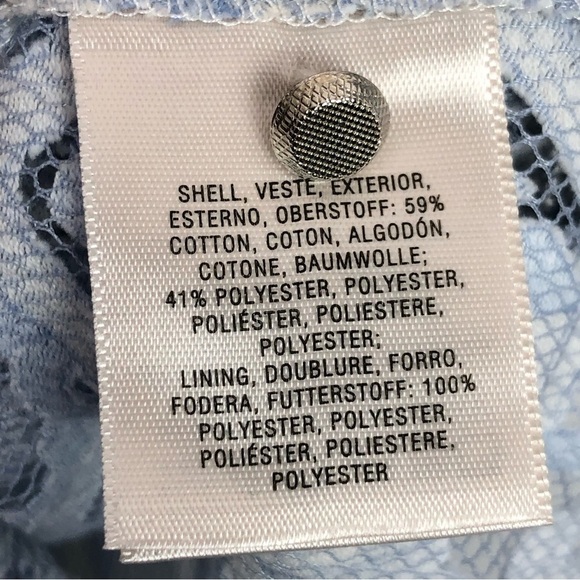 SHELL, VESTE, EXTERIOR,
ESTERNO, OBERSTOFF: 59%
COTTON, COTON, ALGODÓN,
COTONE, BAUMWOLLE;
41% POLYESTER, POLYESTER,
POLIÉSTER, POLIESTERE,
POLYESTER;
LINING, DOUBLURE, FORRO,
FODERA, FUTTERSTOFF: 100%
POLYESTER, POLYESTER,
POLIÉSTER, POLIESTERE,
POLYESTER